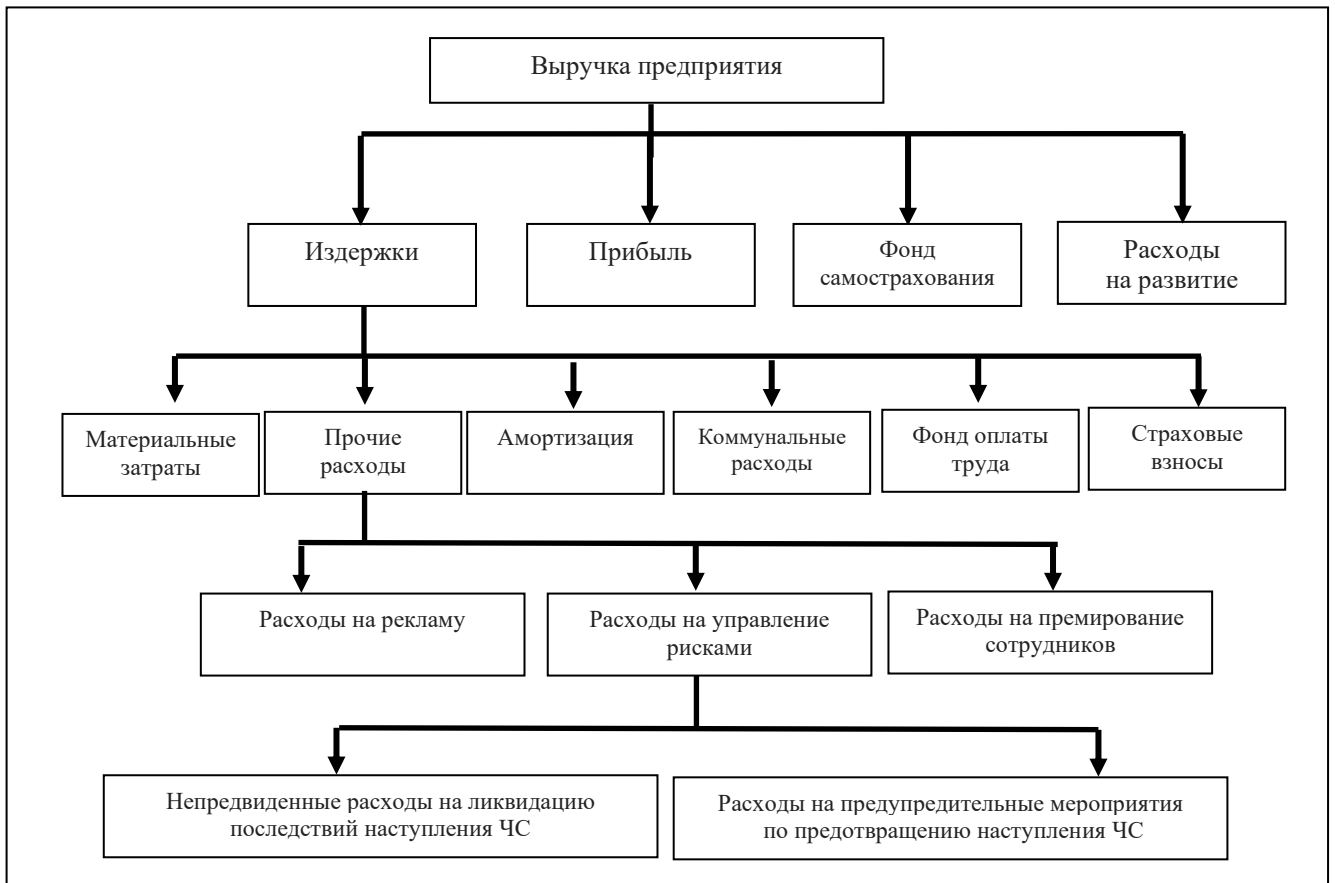 Выручка предприятия
Издержки
Прибыль
Фонд
самострахования
Расходы
на развитие
Материальные
затраты
Прочие
расходы
Амортизация
Коммунальные
расходы
Фонд оплаты
труда
Страховые
взносы
Расходы на рекламу
Расходы на управление
рисками
Расходы на премирование
сотрудников
Непредвиденные расходы на ликвидацию
последствий наступления ЧС
Расходы на предупредительные мероприятия
по предотвращению наступления ЧС